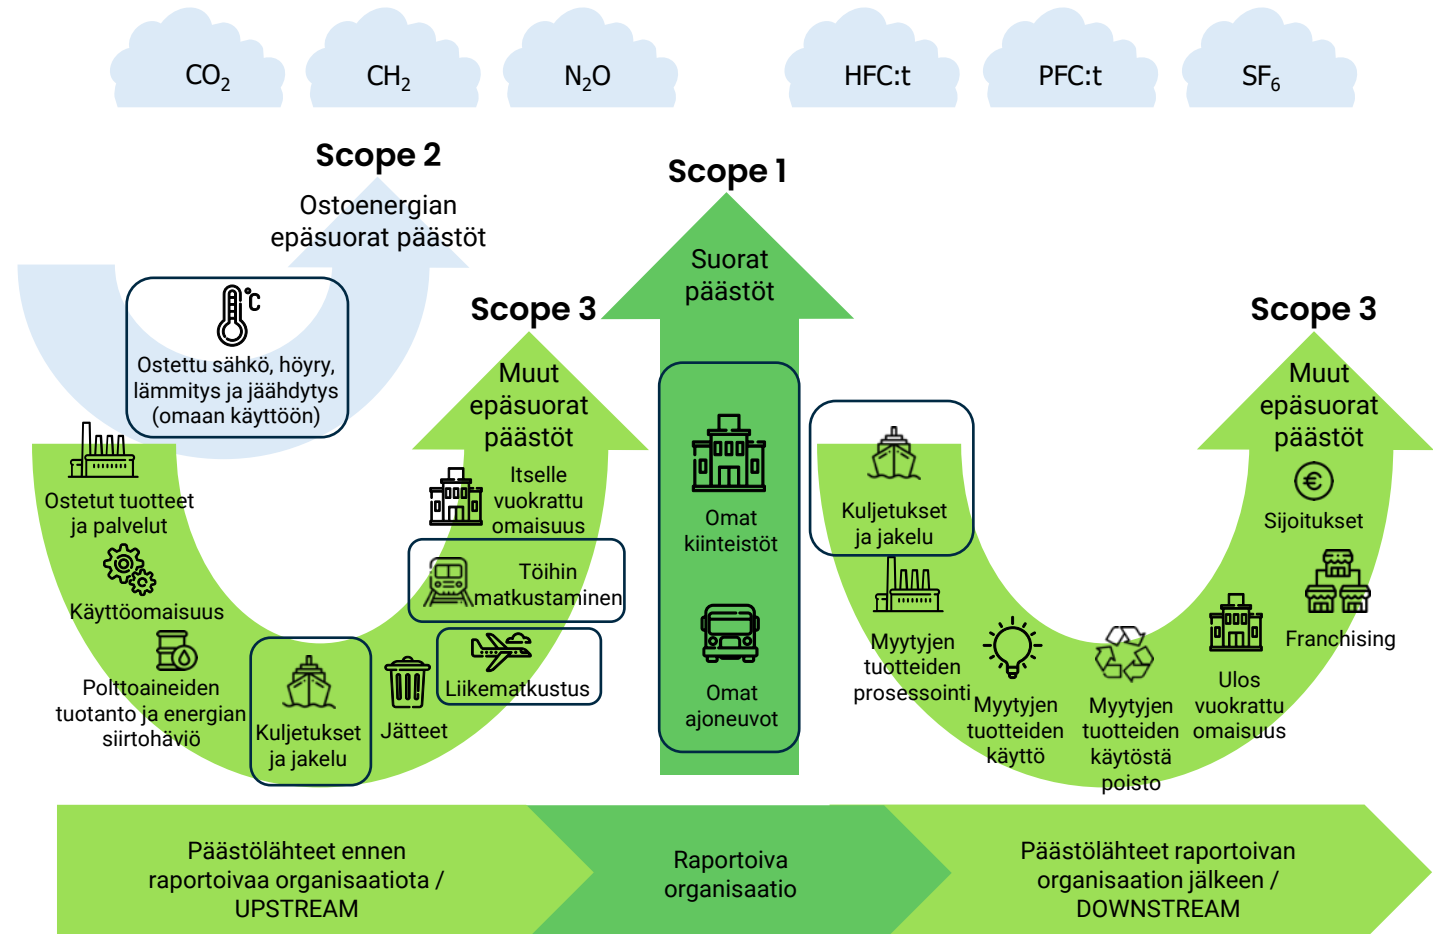 CO₂
CH₂
N₂O
HFC:t
PFC:t
SF₆
Scope 2
Ostoenergian
epäsuorat päästöt
Ostettu sähkö, höyry,
lämmitys ja jäähdytys
(omaan käyttöön)
Scope 3
Muut
epäsuorat
päästöt
Ostetut tuotteet
ja palvelut
Käyttöomaisuus
Polttoaineiden
tuotanto ja energian
siirtohäviö
Kuljetukset
ja jakelu
Jätteet
Liikematkustus
Töihin
matkustaminen
Itselle
vuokrattu
omaisuus
Scope 1
Suorat
päästöt
Omat
kiinteistöt
Omat
ajoneuvot
Scope 3
Muut
epäsuorat
päästöt
Kuljetukset
ja jakelu
Myytyjen
tuotteiden
prosessointi
Myytyjen
tuotteiden
käyttö
Myytyjen
tuotteiden
käytöstä
poisto
Ulos
vuokrattu
omaisuus
Franchising
Sijoitukset
Päästölähteet ennen
raportoivaa organisaatiota /
UPSTREAM
Raportoiva
organisaatio
Päästölähteet raportoivan
organisaation jälkeen /
DOWNSTREAM